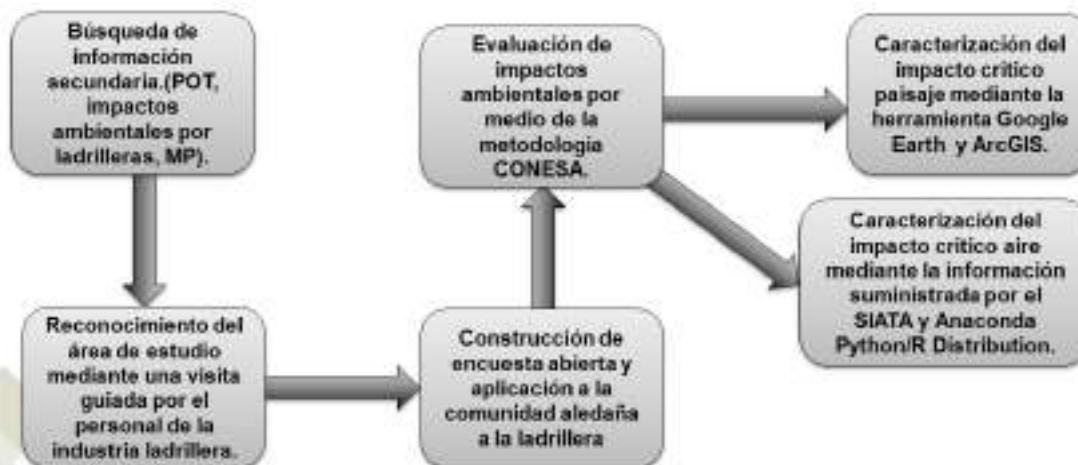 Búsqueda de
información
secundaria.(POT,
impactos
ambientales por
ladrilleras, MP).
Reconocimiento del
área de estudio
mediante una visita
guiada por el
personal de la
industria ladrillera.
Construcción de
encuesta abierta y
aplicación a la
comunidad aledaña
a la ladrillera
Evaluación de
impactos
ambientales por
medio de la
metodología
CONESA.
Caracterización del
impacto crítico
paisaje mediante la
herramienta Google
Earth y ArcGIS.
Caracterización del
impacto crítico aire
mediante la información
suministrada por el
SIATA y Anaconda
Python/R Distribution.